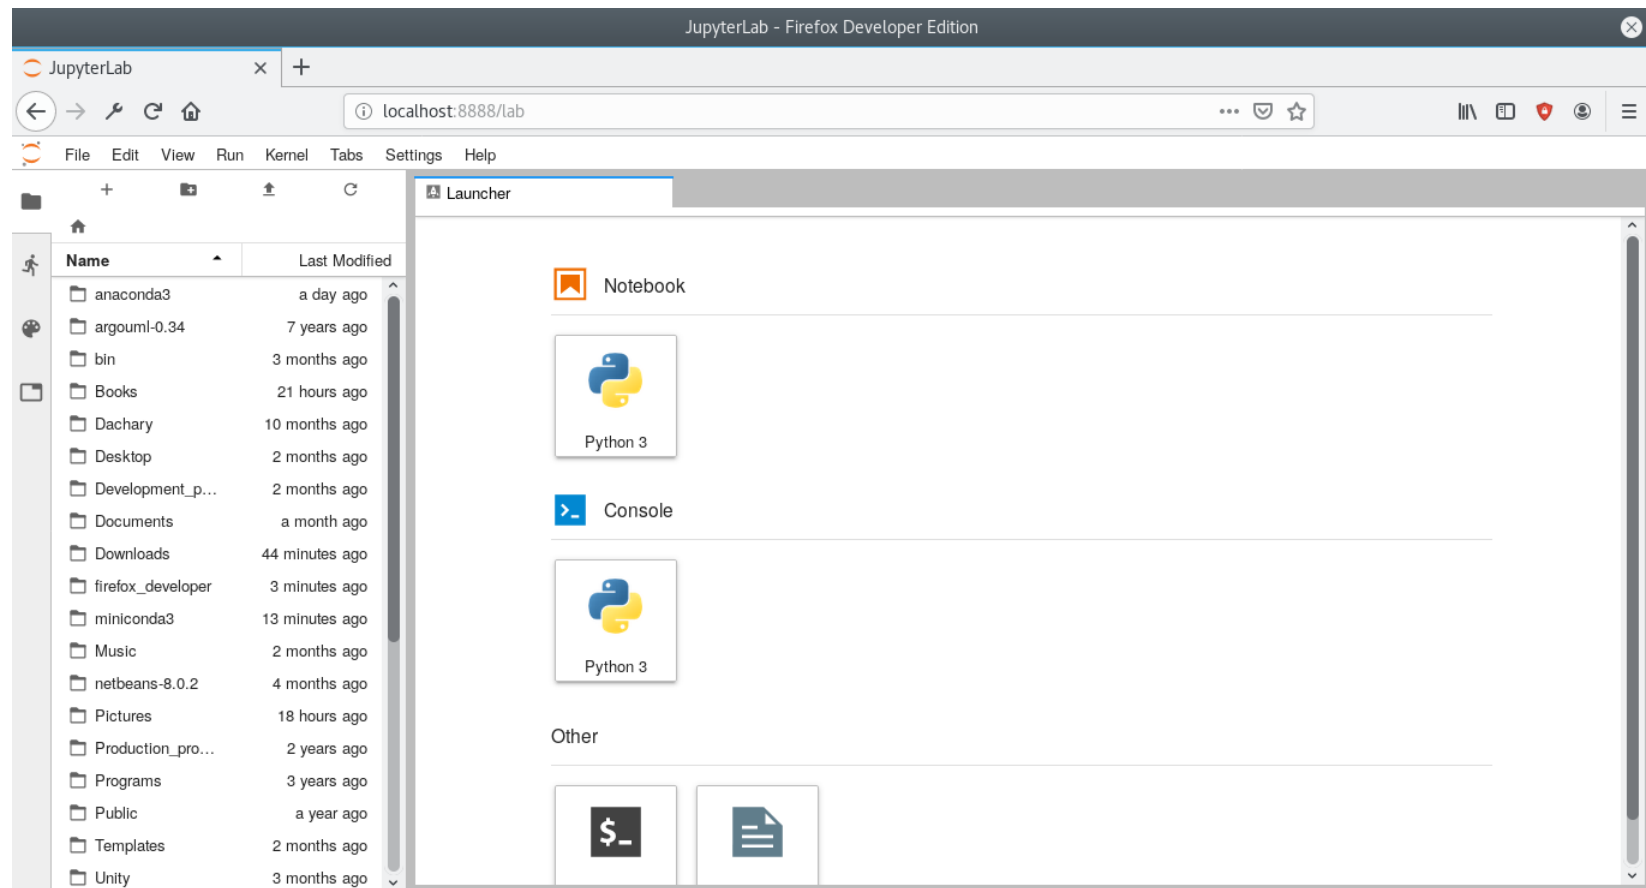 JupyterLab - Firefox Developer Edition
JupyterLab
localhost:8888/lab
File Edit View Run Kernel Tabs Settings Help
Launcher
Name Last Modified
anaconda3 a day ago
argouml-0.34 7 years ago
bin 3 months ago
Books 21 hours ago
Dachary 10 months ago
Desktop 2 months ago
Development_p... 2 months ago
Documents a month ago
Downloads 44 minutes ago
firefox_developer 3 minutes ago
miniconda3 13 minutes ago
Music 2 months ago
netbeans-8.0.2 4 months ago
Pictures 18 hours ago
Production_pro... 2 years ago
Programs 3 years ago
Public a year ago
Templates 2 months ago
Unity 3 months ago
Notebook
Python 3
Console
Python 3
Other
$_